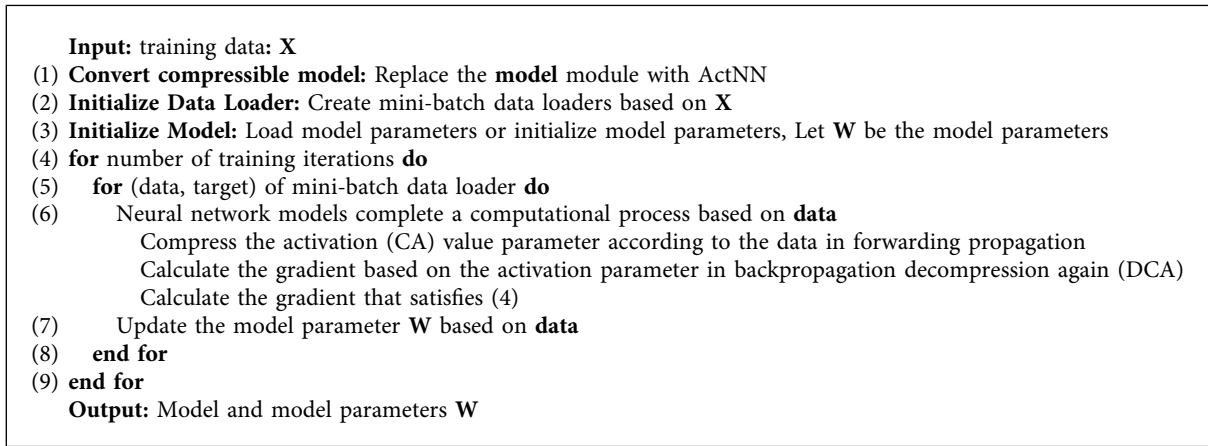 Input: training data: X
(1) Convert compressible model: Replace the model module with ActNN
(2) Initialize Data Loader: Create mini-batch data loaders based on X
(3) Initialize Model: Load model parameters or initialize model parameters, Let W be the model parameters
(4) for number of training iterations do
(5) for (data, target) of mini-batch data loader do
(6) Neural network models complete a computational process based on data
Compress the activation (CA) value parameter according to the data in forwarding propagation
Calculate the gradient based on the activation parameter in backpropagation decompression again (DCA)
Calculate the gradient that satisfies (4)
(7) Update the model parameter W based on data
(8) end for
(9) end for
Output: Model and model parameters W